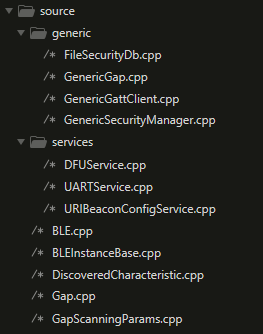 source
generic
/* FileSecurityDb.cpp
/* GenericGap.cpp
/* GenericGattClient.cpp
/* GenericSecurityManager.cpp
services
/* DFUService.cpp
/* UARTService.cpp
/* URIBeaconConfigService.cpp
/* BLE.cpp
/* BLEInstanceBase.cpp
/* DiscoveredCharacteristic.cpp
/* Gap.cpp
/* GapScanningParams.cpp